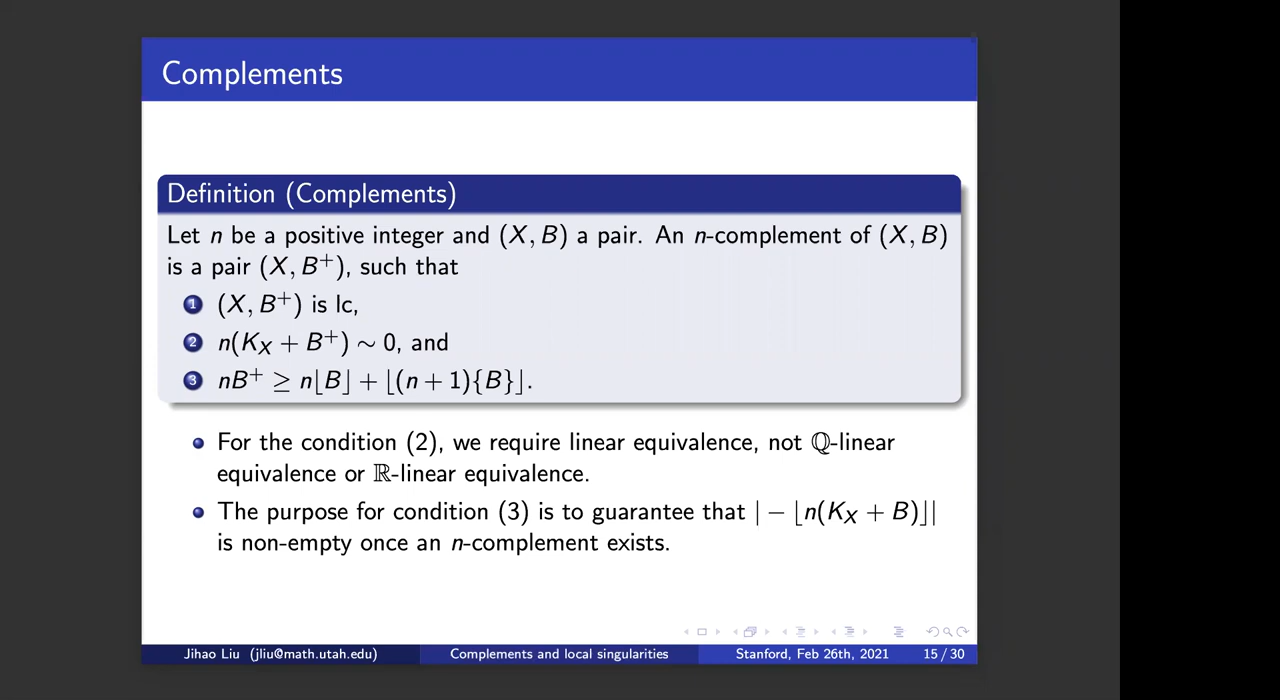 Complements
Definition (Complements)
Let n be a positive integer and (X, B) a pair. An n-complement of (X, B)
is a pair (X, B⁺), such that
1 (X, B⁺) is lc,
2 n(K_X + B⁺) ∼ 0, and
3 nB⁺ ≥ n⌊B⌋ + ⌊(n + 1){B}⌋.
For the condition (2), we require linear equivalence, not ℚ-linear
equivalence or ℝ-linear equivalence.
The purpose for condition (3) is to guarantee that | − ⌊n(K_X + B)⌋|
is non-empty once an n-complement exists.
Jihao Liu (jliu@math.utah.edu) Complements and local singularities Stanford, Feb 26th, 2021 15 / 30